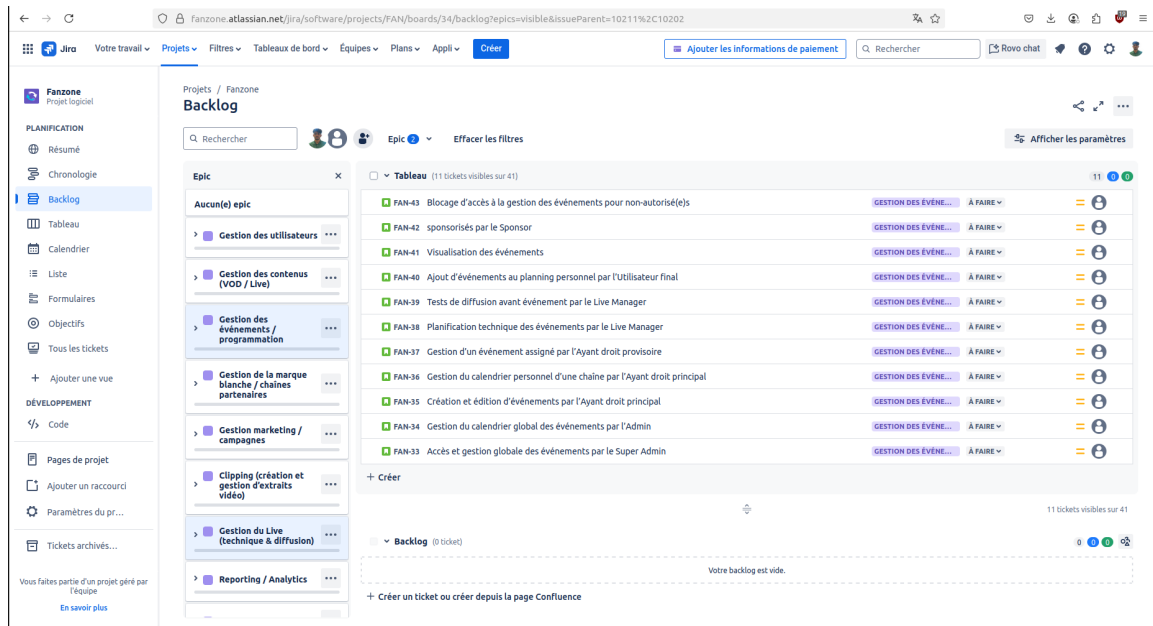 fanzone.atlassian.net/jira/software/projects/FAN/boards/34/backlog?epics=visible&issueParent=10211%2C10202
Jira
Votre travail
Projets
Filtres
Tableaux de bord
Équipes
Plans
Appli
Créer
Ajouter les informations de paiement
Rechercher
Rovo chat
Fanzone
Projet logiciel
PLANIFICATION
Résumé
Chronologie
Backlog
Tableau
Calendrier
Liste
Formulaires
Objectifs
Tous les tickets
Ajouter une vue
DÉVELOPPEMENT
Code
Pages de projet
Ajouter un raccourci
Paramètres du pr...
Tickets archivés...
Vous faites partie d'un projet géré par
l'équipe
En savoir plus
Projets / Fanzone
Backlog
Rechercher
Epic 2
Effacer les filtres
Afficher les paramètres
Epic
Aucun(e) epic
Gestion des utilisateurs
Gestion des contenus
(VOD / Live)
Gestion des
événements /
programmation
Gestion de la marque
blanche / chaînes
partenaires
Gestion marketing /
campagnes
Clipping (création et
gestion d'extraits
vidéo)
Gestion du Live
(technique & diffusion)
Reporting / Analytics
Tableau (11 tickets visibles sur 41) 11 0 0
FAN-43 Blocage d'accès à la gestion des événements pour non-autorisé(e)s GESTION DES ÉVÉNE... À FAIRE
FAN-42 sponsorisés par le Sponsor GESTION DES ÉVÉNE... À FAIRE
FAN-41 Visualisation des événements GESTION DES ÉVÉNE... À FAIRE
FAN-40 Ajout d'événements au planning personnel par l'Utilisateur final GESTION DES ÉVÉNE... À FAIRE
FAN-39 Tests de diffusion avant événement par le Live Manager GESTION DES ÉVÉNE... À FAIRE
FAN-38 Planification technique des événements par le Live Manager GESTION DES ÉVÉNE... À FAIRE
FAN-37 Gestion d'un événement assigné par l'Ayant droit provisoire GESTION DES ÉVÉNE... À FAIRE
FAN-36 Gestion du calendrier personnel d'une chaîne par l'Ayant droit principal GESTION DES ÉVÉNE... À FAIRE
FAN-35 Création et édition d'événements par l'Ayant droit principal GESTION DES ÉVÉNE... À FAIRE
FAN-34 Gestion du calendrier global des événements par l'Admin GESTION DES ÉVÉNE... À FAIRE
FAN-33 Accès et gestion globale des événements par le Super Admin GESTION DES ÉVÉNE... À FAIRE
+ Créer
11 tickets visibles sur 41
Backlog (0 ticket) 0 0 0
Votre backlog est vide.
+ Créer un ticket ou créer depuis la page Confluence